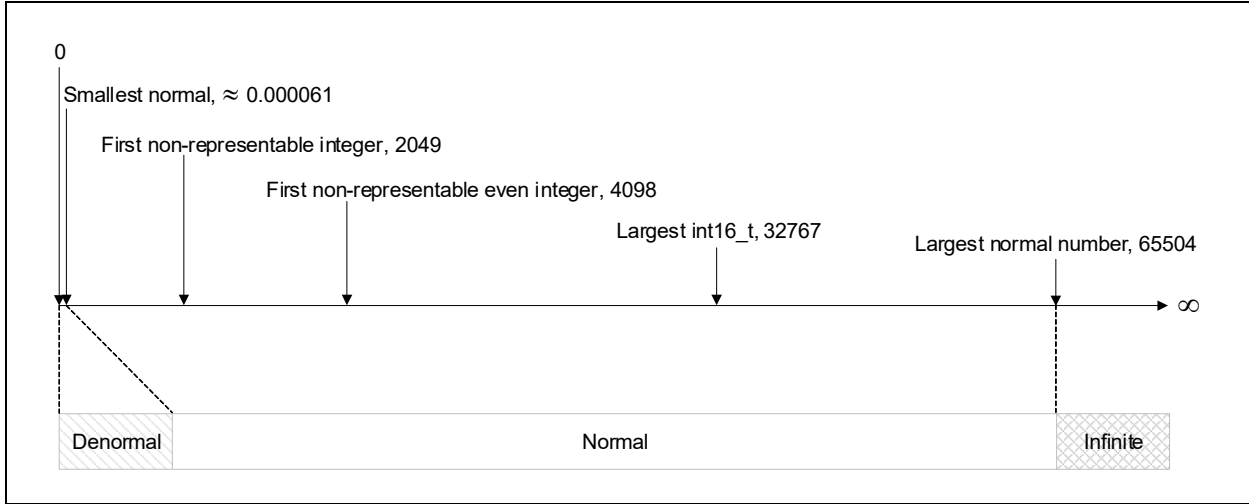 0
Smallest normal, ≈ 0.000061
First non-representable integer, 2049
First non-representable even integer, 4098
Largest int16_t, 32767
Largest normal number, 65504
∞
Denormal
Normal
Infinite